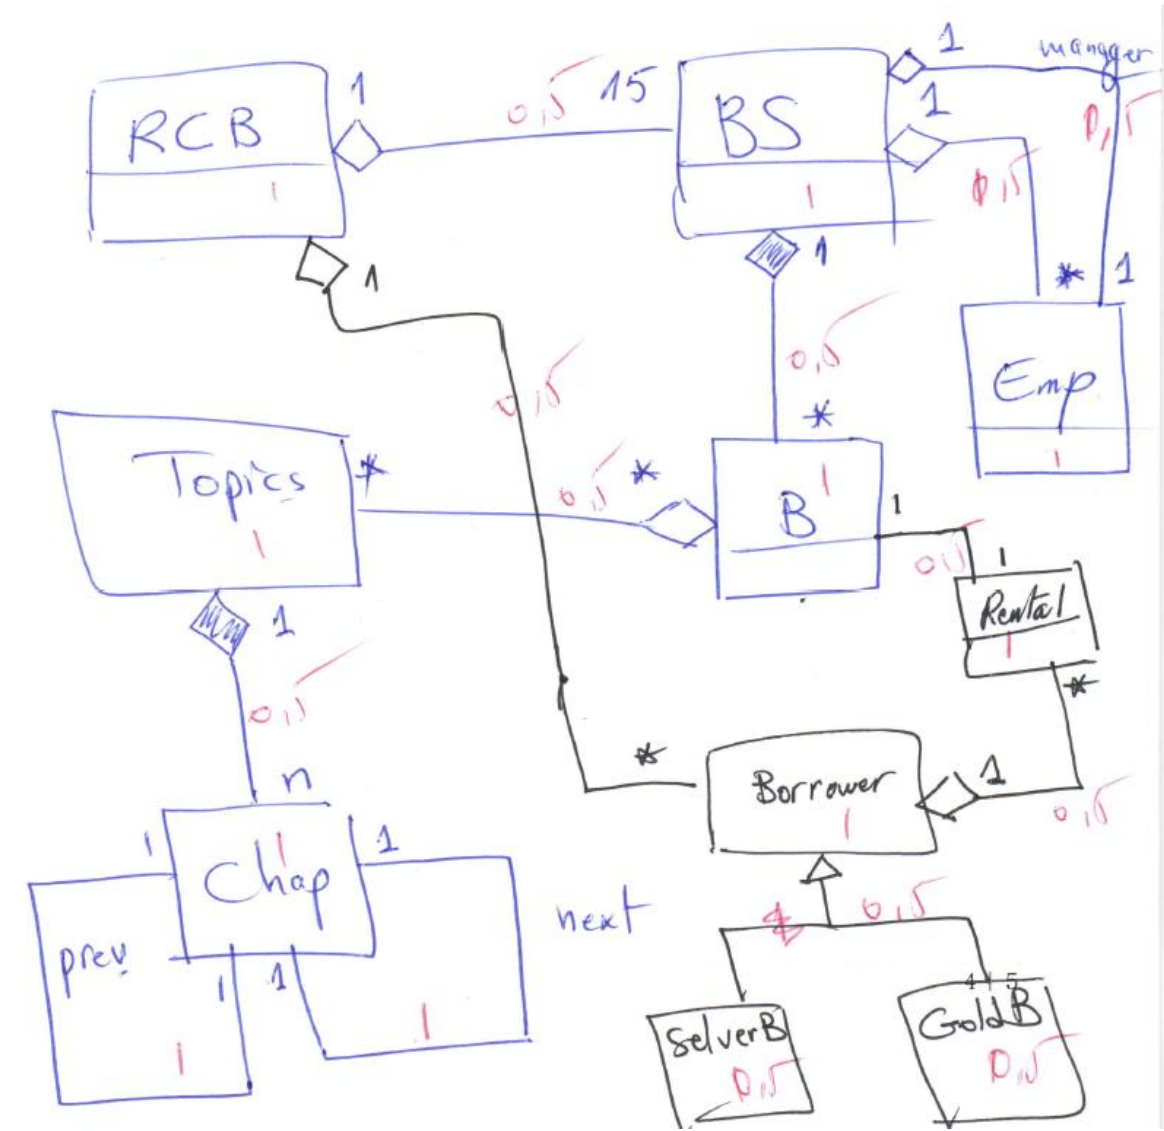 1 mangger
1 0,5 15 1
RCB BS 0,5
1 1 0,5
1 1 * 1
0,5
0,5 * Emp
Topics * 0,5 * 1 1
1 B 1
0,5
1 1
Rental
0,5 1
n * *
1 1 1 Borrower 1
Chap 1 0,5
prev next 0,5
1 1
1 4 1 5
1 SelverB GoldB
0,5 0,5